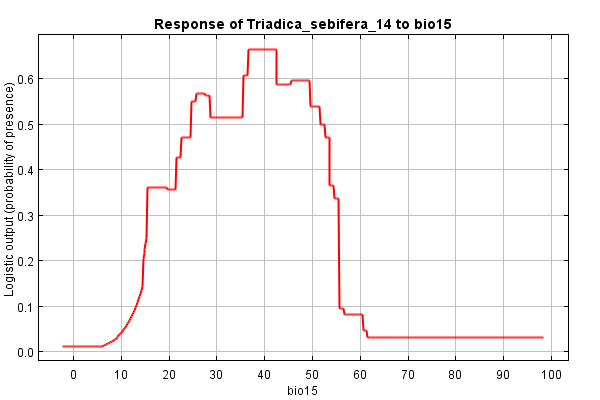 Response of Triadica_sebifera_14 to bio15
Logistic output (probability of presence)
0.6
0.5
0.4
0.3
0.2
0.1
0.0
0 10 20 30 40 50 60 70 80 90 100
bio15